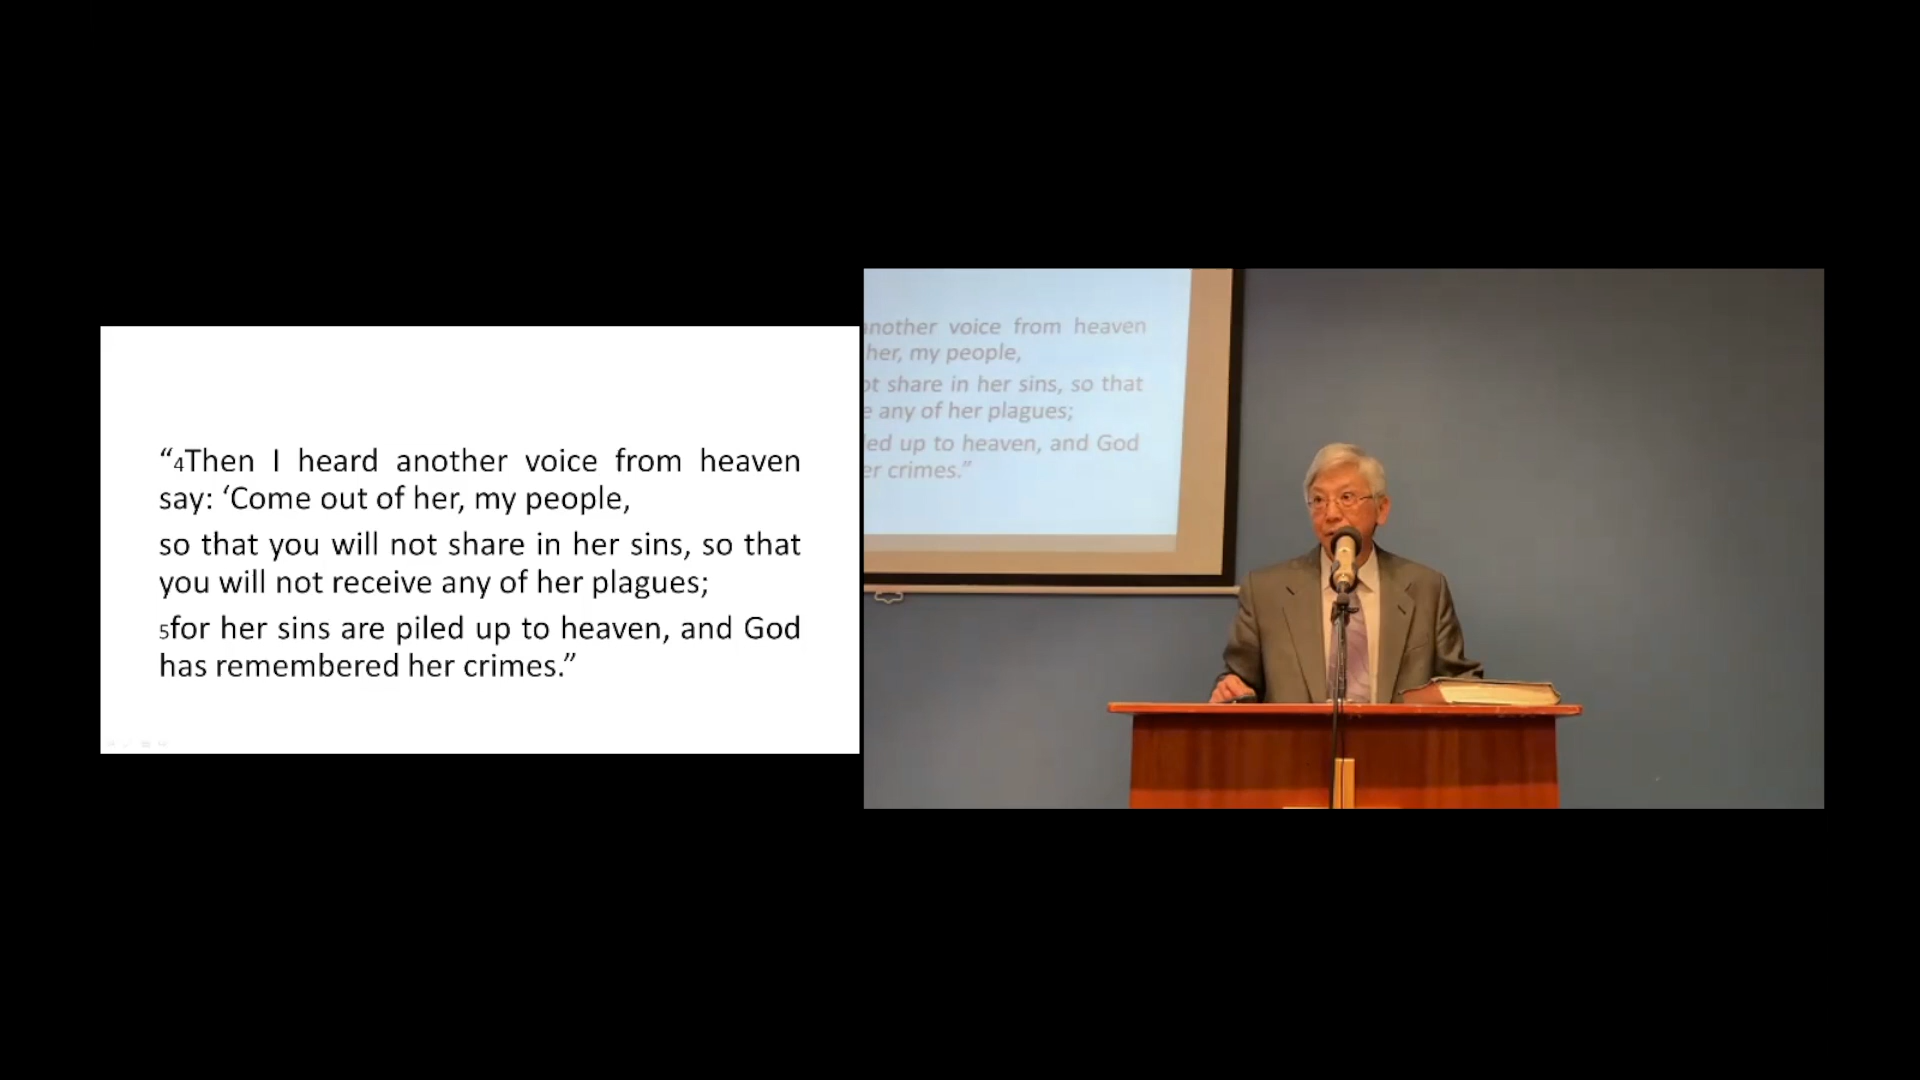 “4Then I heard another voice from heaven
say: ‘Come out of her, my people,
so that you will not share in her sins, so that
you will not receive any of her plagues;
5for her sins are piled up to heaven, and God
has remembered her crimes.”
another voice from heaven
her, my people,
share in her sins, so that
any of her plagues;
up to heaven, and God
crimes.”